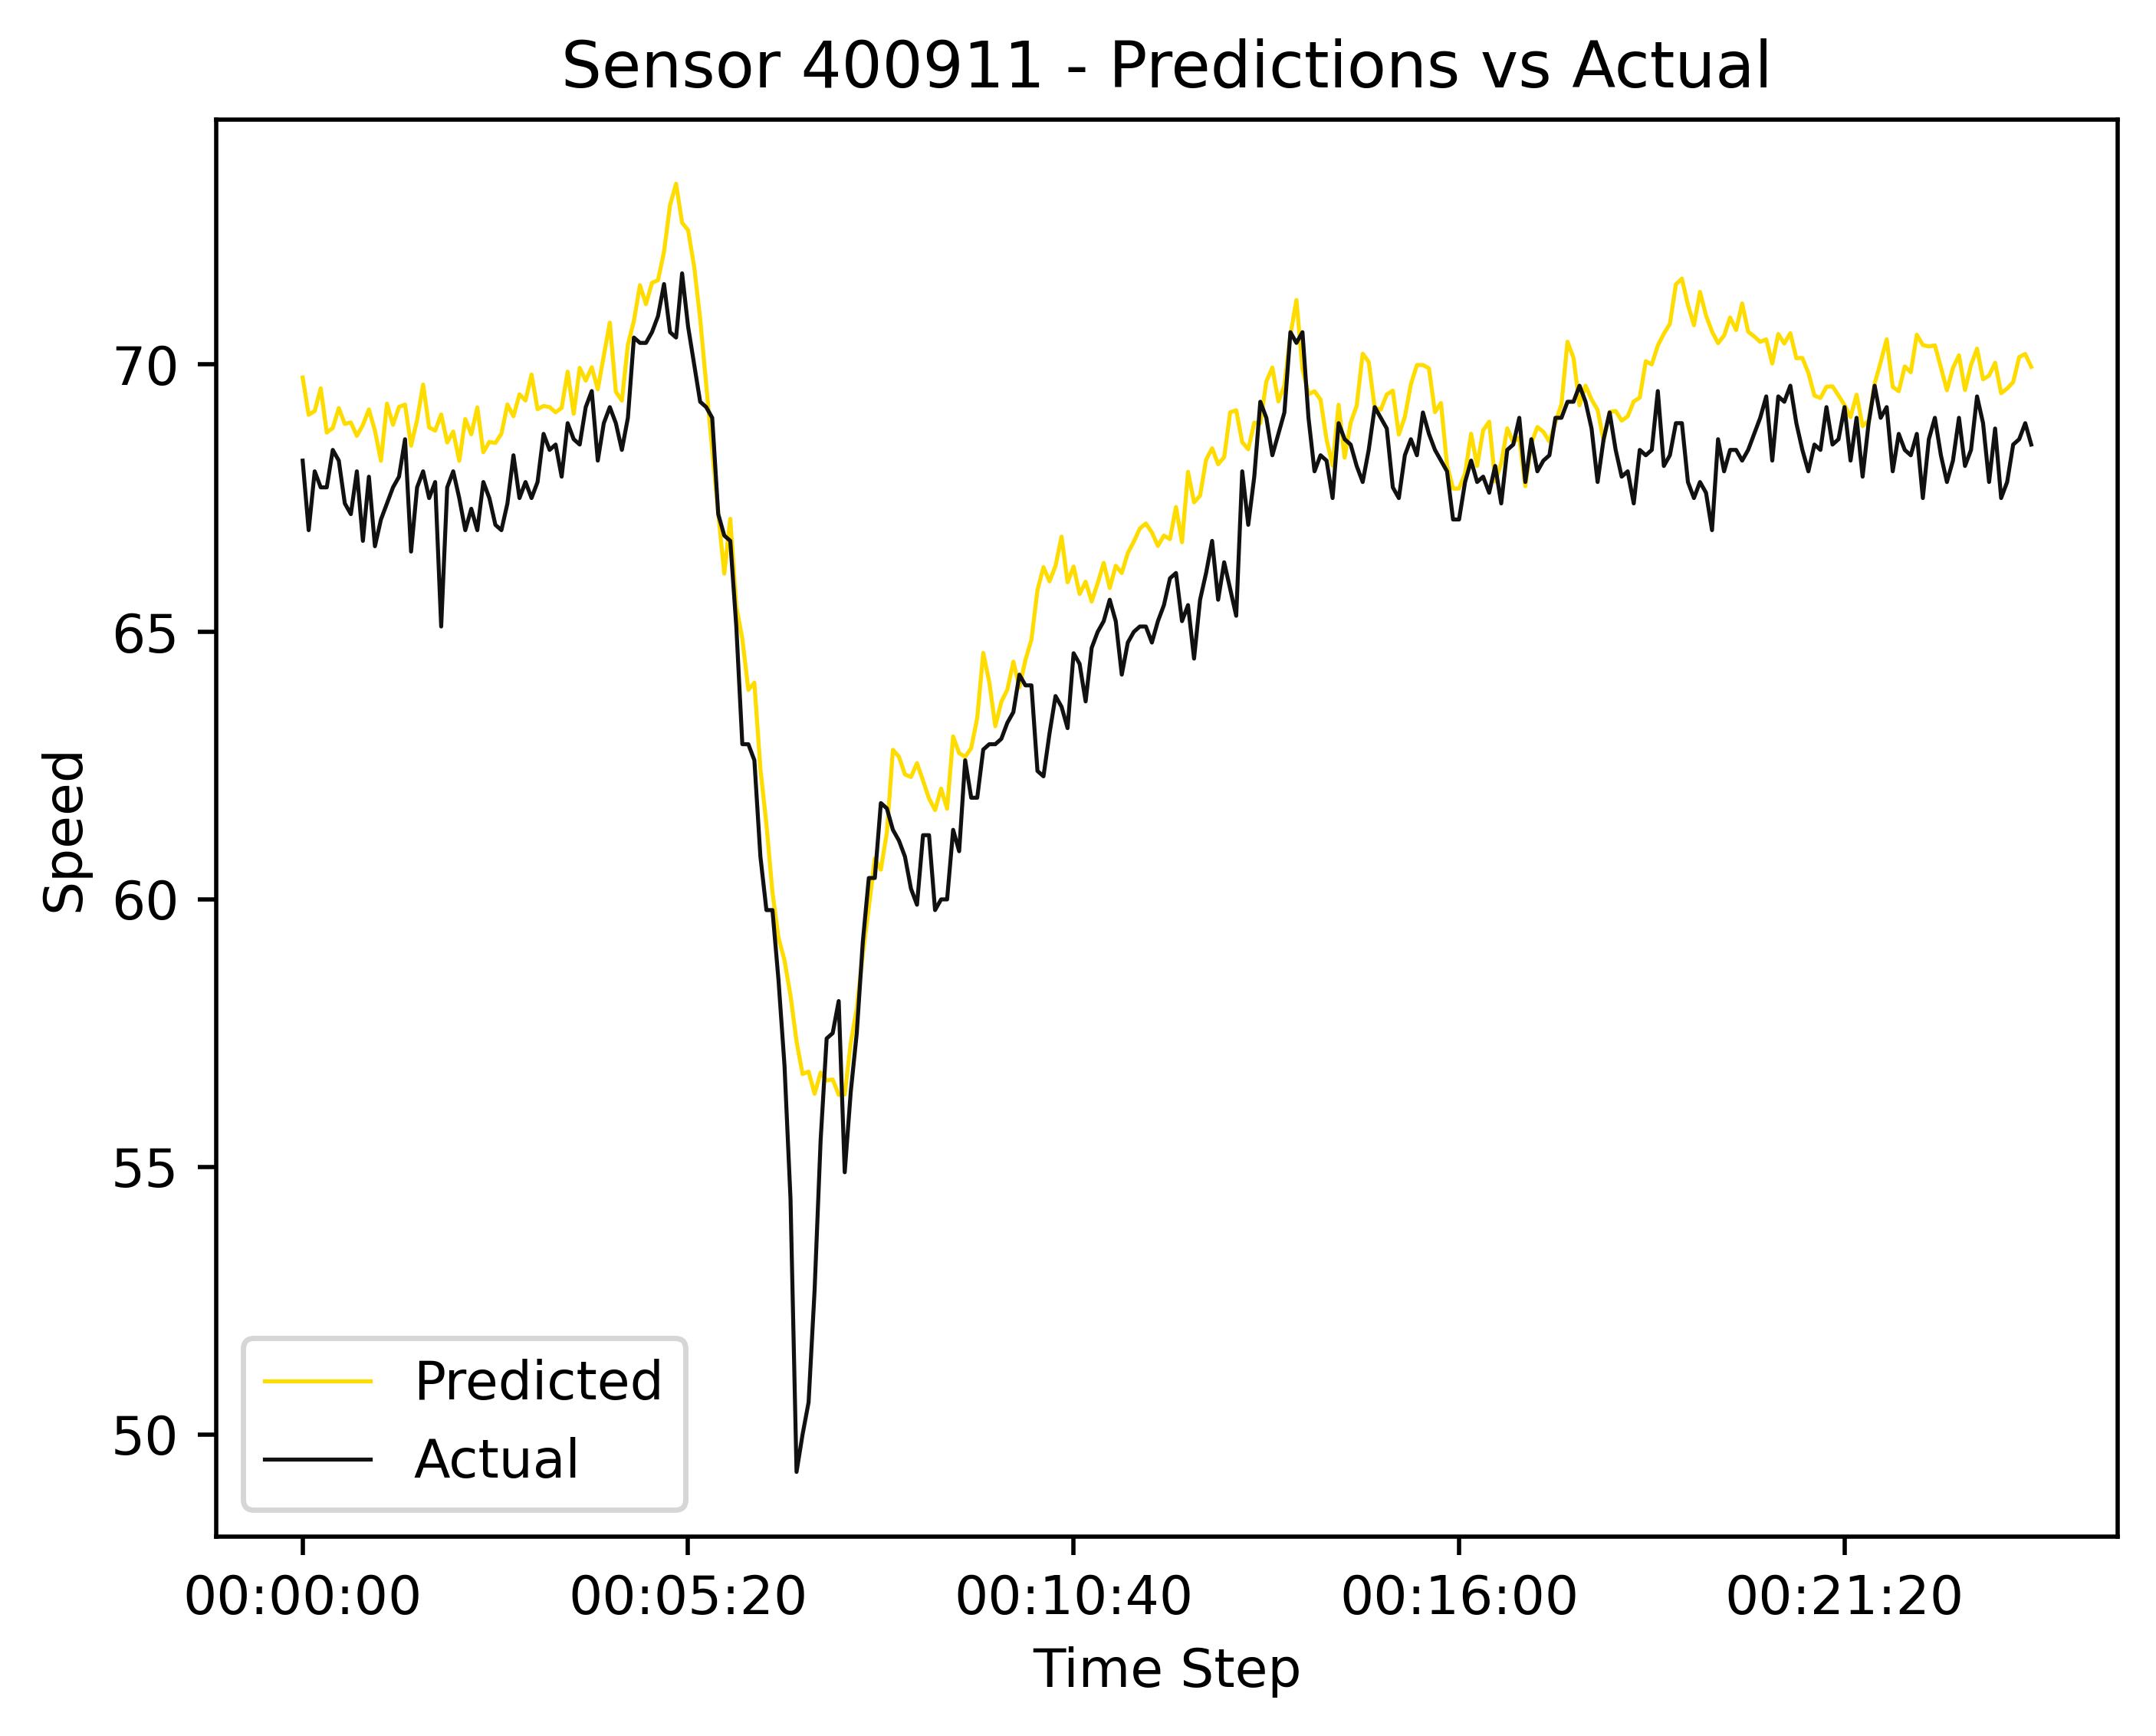 Sensor 400911 - Predictions vs Actual
70
65
60
55
50
Speed
Predicted
Actual
00:00:00
00:05:20
00:10:40
00:16:00
00:21:20
Time Step